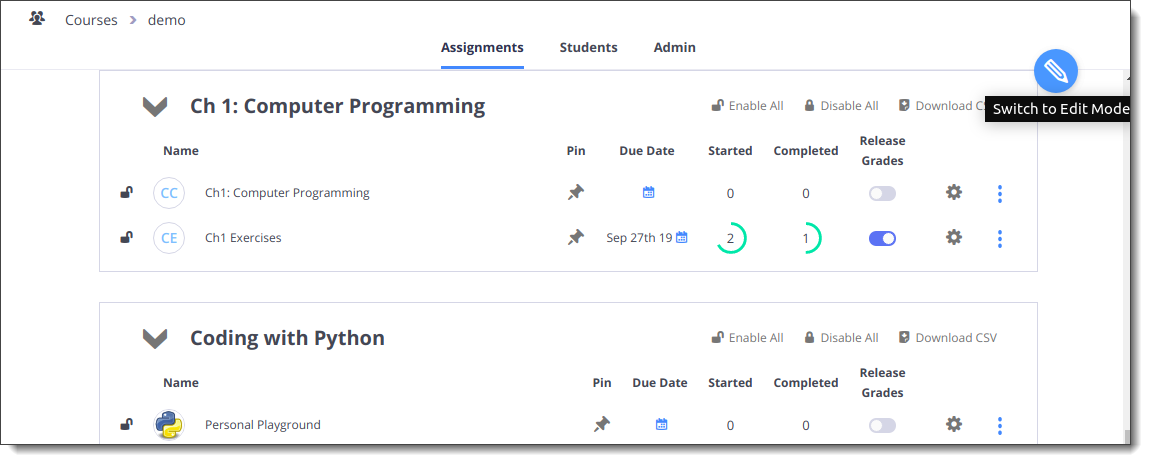 Courses > demo
Assignments Students Admin
Ch 1: Computer Programming Enable All Disable All Download CS
Switch to Edit Mode
Name Pin Due Date Started Completed Release Grades
CC Ch1: Computer Programming 0 0
CE Ch1 Exercises Sep 27th 19 2 1
Coding with Python Enable All Disable All Download CSV
Name Pin Due Date Started Completed Release Grades
Personal Playground 0 0